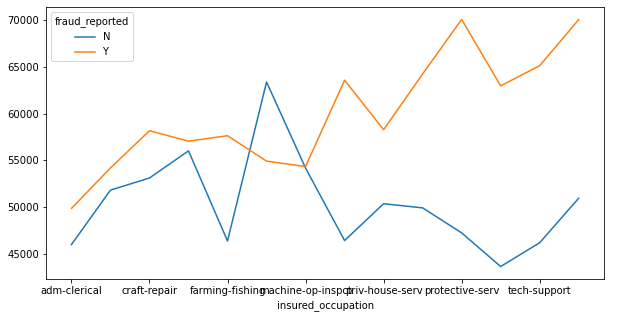 fraud_reported
N
Y
70000
65000
60000
55000
50000
45000
adm-clerical craft-repair farming-fishing machine-op-inspct priv-house-serv protective-serv tech-support
insured_occupation